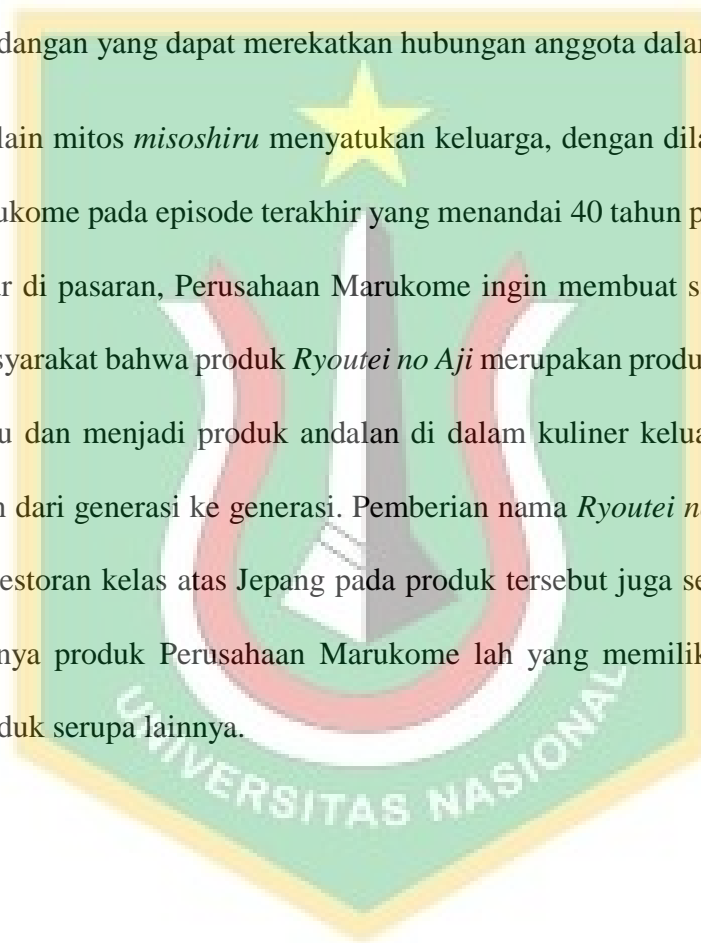 dangan yang dapat merekatkan hubungan anggota dalam
lain mitos misoshiru menyatukan keluarga, dengan dila
ukome pada episode terakhir yang menandai 40 tahun p
r di pasaran, Perusahaan Marukome ingin membuat s
syarakat bahwa produk Ryoutei no Aji merupakan produ
u dan menjadi produk andalan di dalam kuliner kelua
n dari generasi ke generasi. Pemberian nama Ryoutei n
estoran kelas atas Jepang pada produk tersebut juga se
nya produk Perusahaan Marukome lah yang memilik
duk serupa lainnya.
UNIVERSITAS NASIONAL